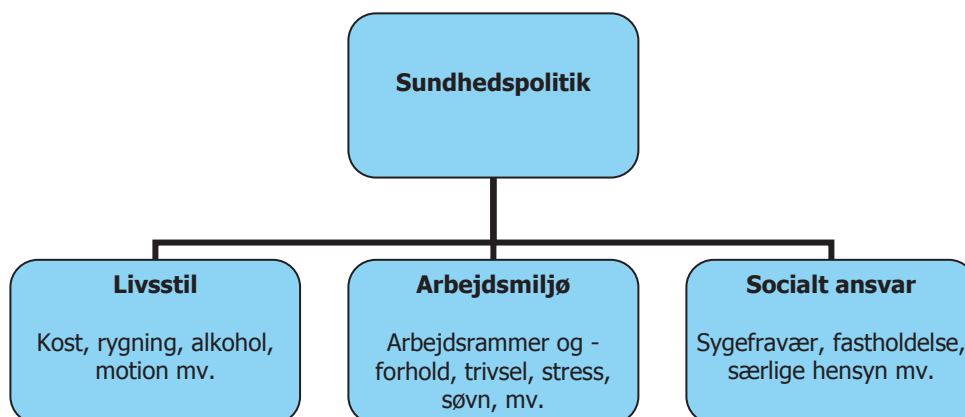 Sundhedspolitik
Livsstil
Kost, rygning, alkohol,
motion mv.
Arbejdsmiljø
Arbejdsrammer og -
forhold, trivsel, stress,
søvn, mv.
Socialt ansvar
Sygefravær, fastholdelse,
særlige hensyn mv.